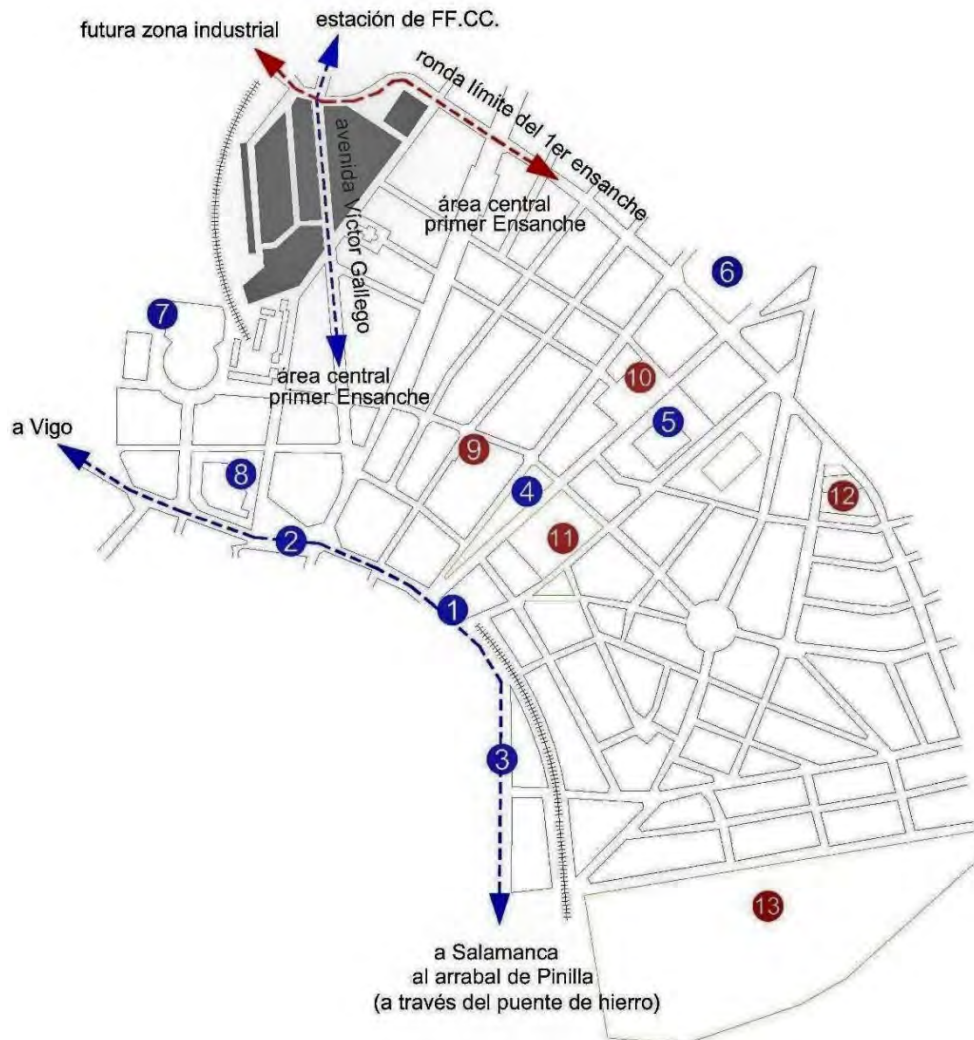 estación de FF.CC.
futura zona industrial
ronda límite del 1er ensanche
avenida Víctor Gallego
área central
primer Ensanche
6
7
área central
primer Ensanche
10
5
a Vigo
9
8
4
12
11
2
1
3
13
a Salamanca
al arrabal de Pinilla
(a través del puente de hierro)